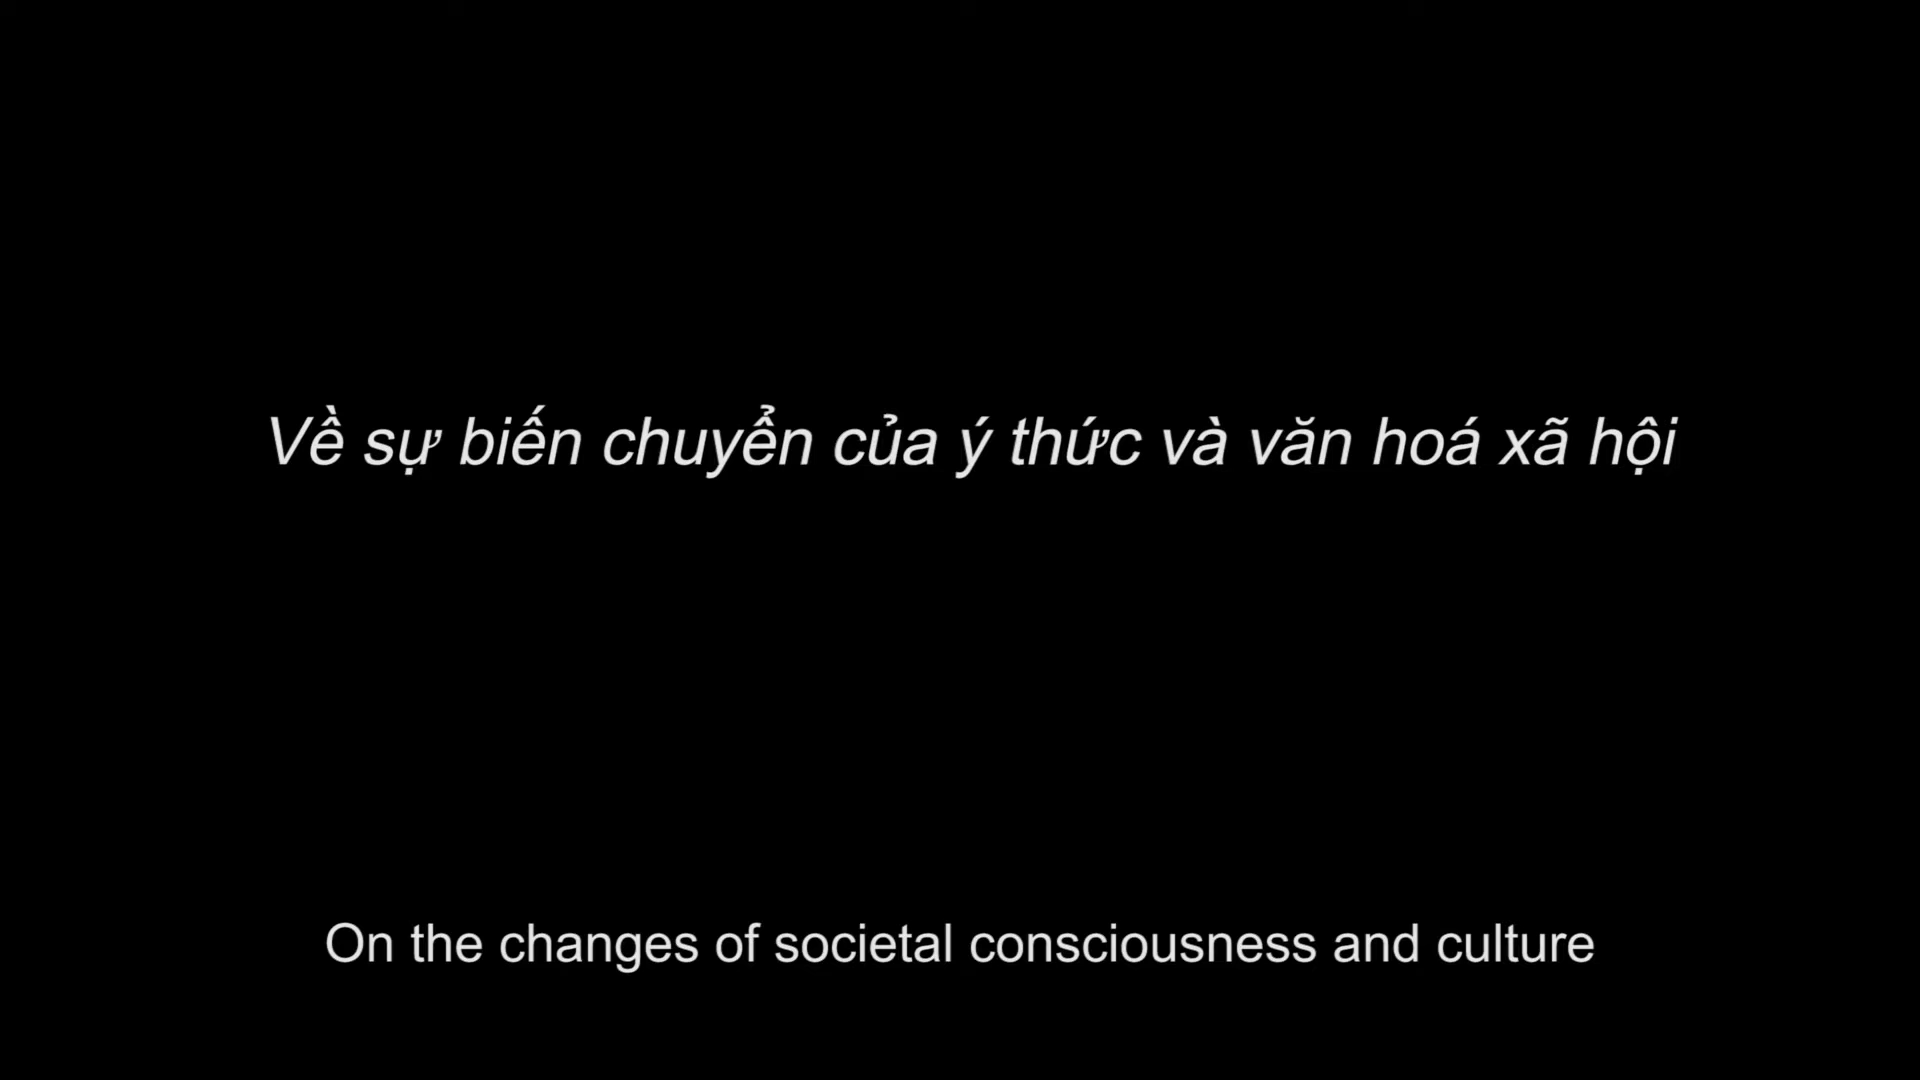 Về sự biến chuyển của ý thức và văn hoá xã hội
On the changes of societal consciousness and culture